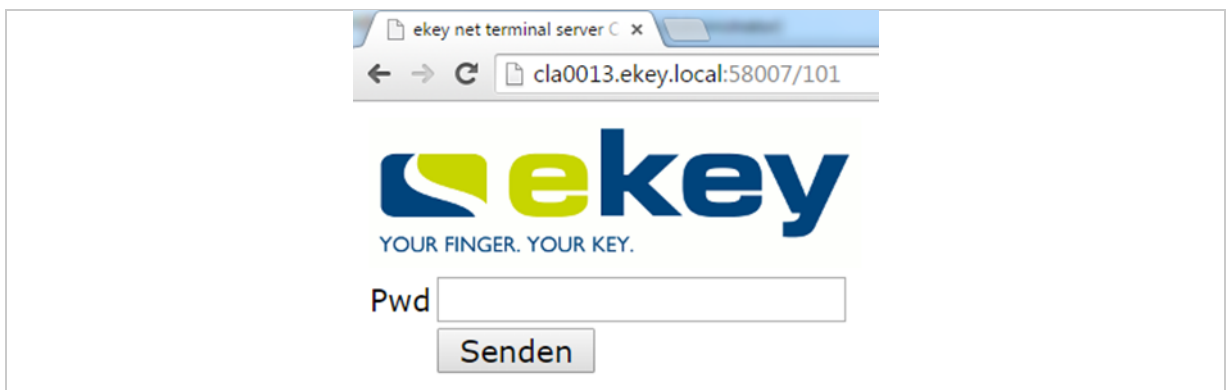 ekey net terminal server C
cla0013.ekey.local:58007/101
ekey
YOUR FINGER. YOUR KEY.
Pwd
Senden